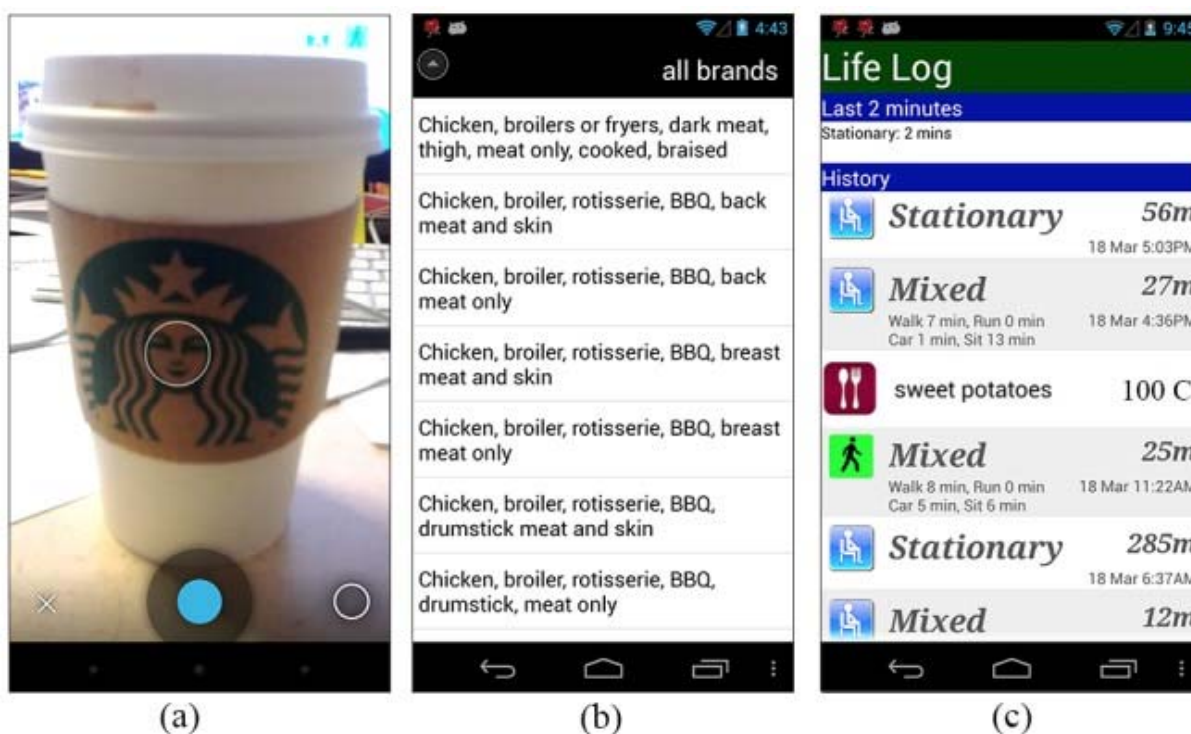 4:43
all brands
Chicken, broilers or fryers, dark meat,
thigh, meat only, cooked, braised
Chicken, broiler, rotisserie, BBQ, back
meat and skin
Chicken, broiler, rotisserie, BBQ, back
meat only
Chicken, broiler, rotisserie, BBQ, breast
meat and skin
Chicken, broiler, rotisserie, BBQ, breast
meat only
Chicken, broiler, rotisserie, BBQ,
drumstick meat and skin
Chicken, broiler, rotisserie, BBQ,
drumstick, meat only
9:45
Life Log
Last 2 minutes
Stationary: 2 mins
History
Stationary 56m
18 Mar 5:03PM
Mixed 27m
Walk 7 min, Run 0 min 18 Mar 4:36PM
Car 1 min, Sit 13 min
sweet potatoes 100 C
Mixed 25m
Walk 8 min, Run 0 min 18 Mar 11:22AM
Car 5 min, Sit 6 min
Stationary 285m
18 Mar 6:37AM
Mixed 12m
(a) (b) (c)